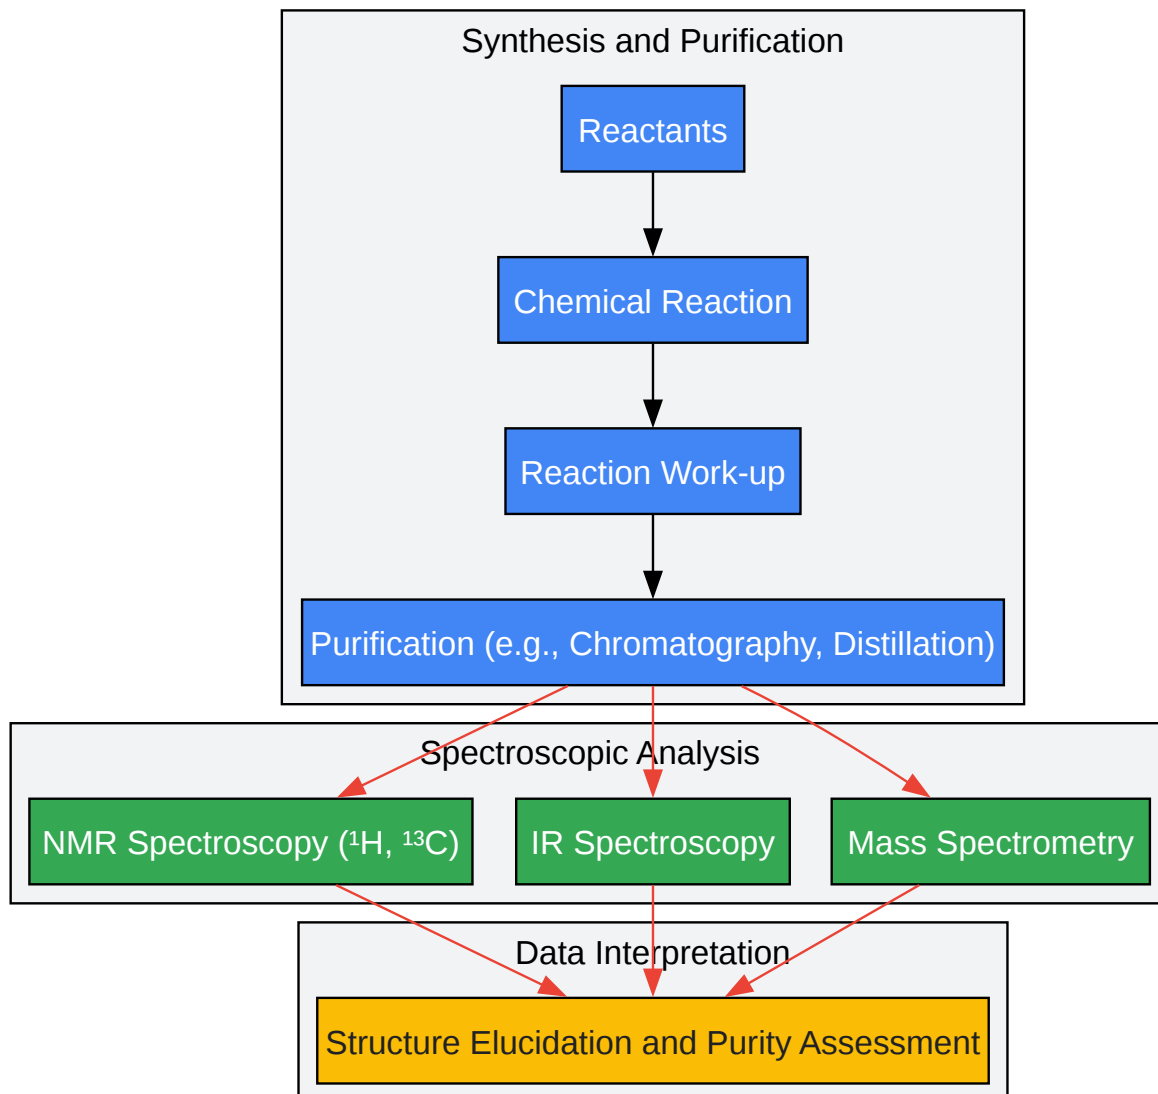 Synthesis and Purification
Reactants
Chemical Reaction
Reaction Work-up
Purification (e.g., Chromatography, Distillation)
Spectroscopic Analysis
NMR Spectroscopy (¹H, ¹³C)
IR Spectroscopy
Mass Spectrometry
Data Interpretation
Structure Elucidation and Purity Assessment